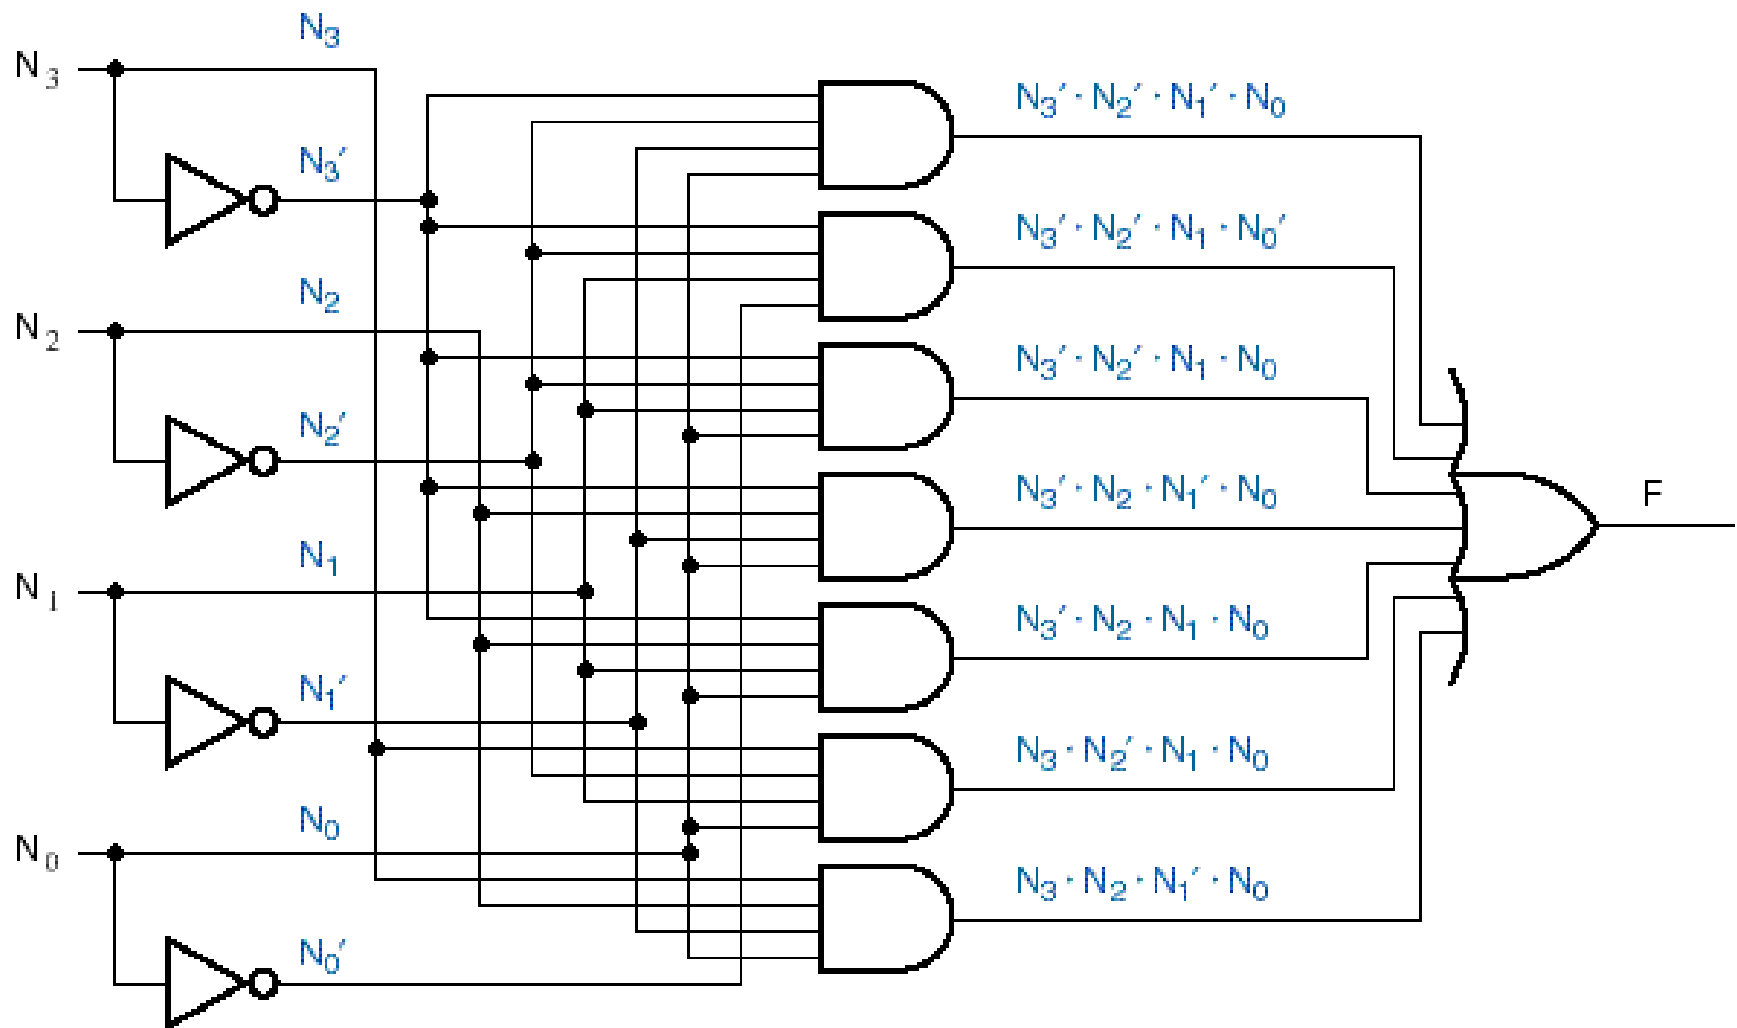 N₃
N₃
N₃′
N₃′ · N₂′ · N₁′ · N₀
N₃′ · N₂′ · N₁ · N₀′
N₂
N₂
N₃′ · N₂′ · N₁ · N₀
N₂′
N₃′ · N₂ · N₁′ · N₀
F
N₁
N₁
N₃′ · N₂ · N₁ · N₀
N₁′
N₃ · N₂′ · N₁ · N₀
N₀
N₀
N₃ · N₂ · N₁′ · N₀
N₀′